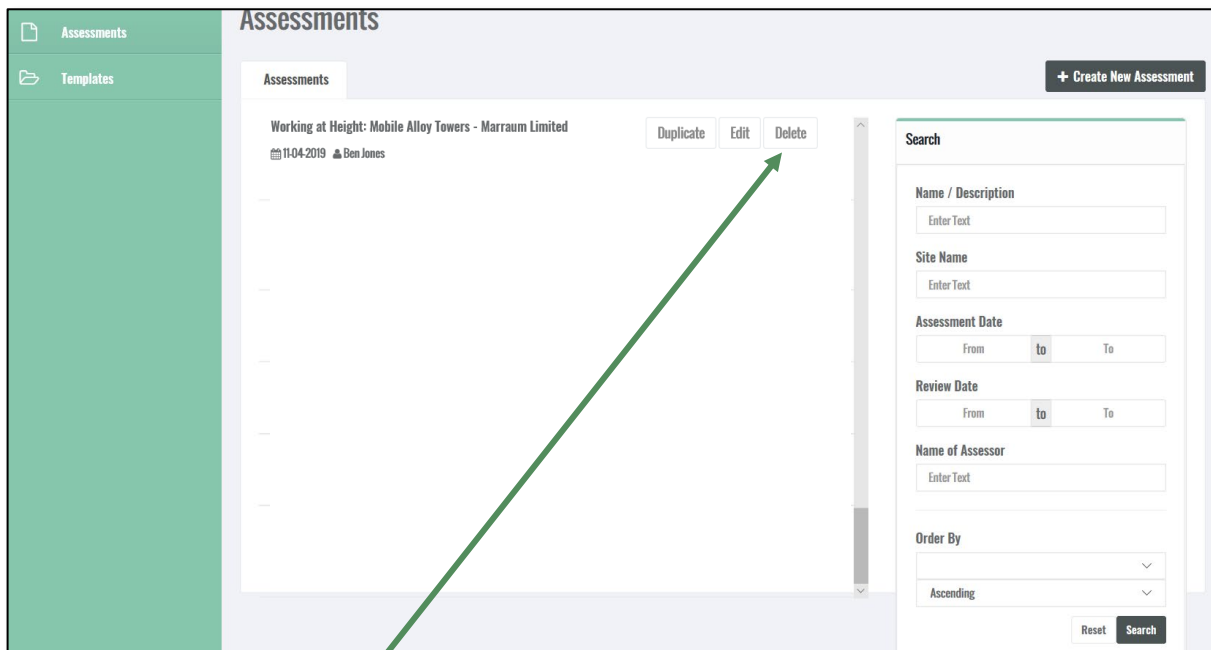 Assessments
Templates
Assessments
Assessments
+ Create New Assessment
Working at Height: Mobile Alloy Towers - Marraum Limited
11-04-2019 Ben Jones
Duplicate Edit Delete
Search
Name / Description
Enter Text
Site Name
Enter Text
Assessment Date
From to To
Review Date
From to To
Name of Assessor
Enter Text
Order By
Ascending
Reset Search